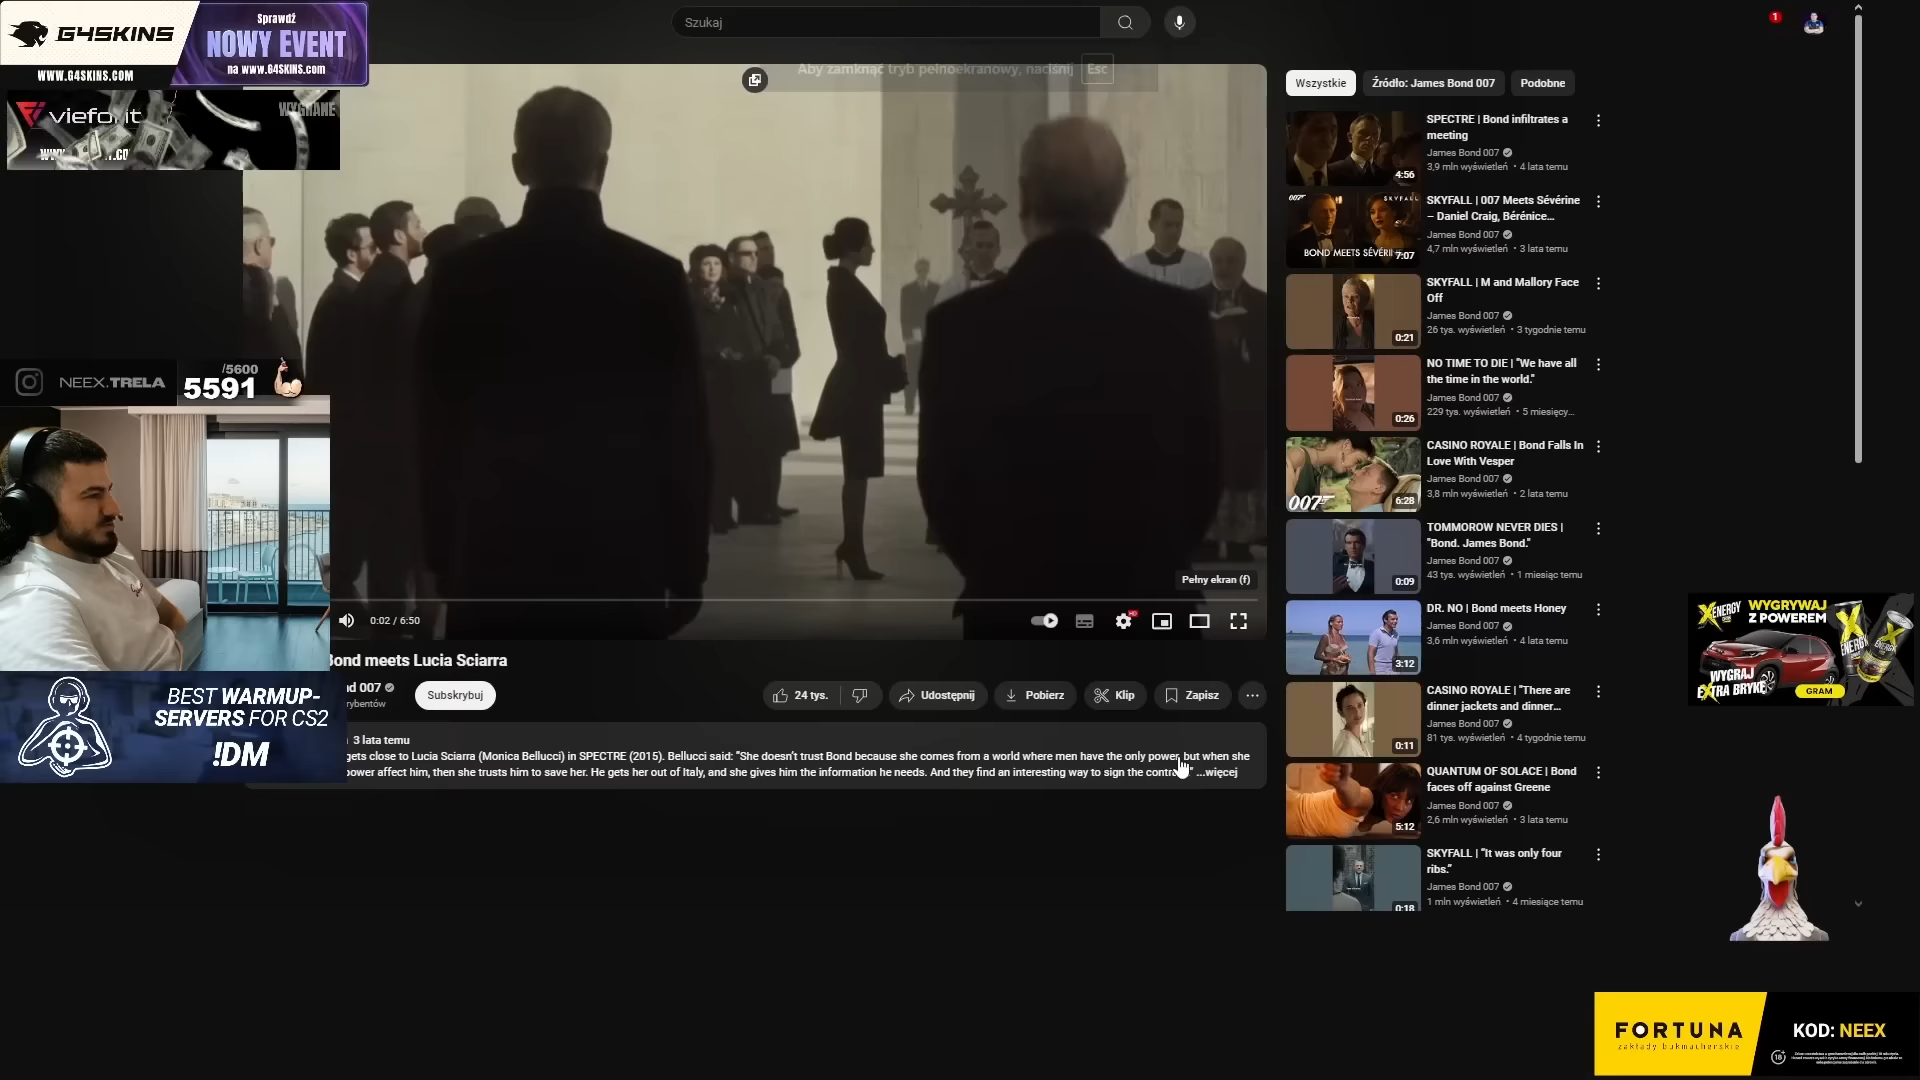 G4SKINS
WWW.G4SKINS.COM
Sprawdź
NOWY EVENT
na www.G4SKINS.com
WYGRANE
NEEX.TRELA
/5600
5591
BEST WARMUP-
SERVERS FOR CS2
!DM
Szukaj
1
Aby zamknąć tryb pełnoekranowy, naciśnij Esc
Pełny ekran (f)
0:02 / 6:50
HD
Bond meets Lucia Sciarra
007
Subskrybuj
24 tys.
Udostępnij
Pobierz
Klip
Zapisz
3 lata temu
gets close to Lucia Sciarra (Monica Bellucci) in SPECTRE (2015). Bellucci said: "She doesn't trust Bond because she comes from a world where men have the only power, but when she
power affect him, then she trusts him to save her. He gets her out of Italy, and she gives him the information he needs. And they find an interesting way to sign the contra ...więcej
Wszystkie
Źródło: James Bond 007
Podobne
SPECTRE | Bond infiltrates a
meeting
James Bond 007
3,9 mln wyświetleń • 4 lata temu
4:56
SKYFALL | 007 Meets Sévérine
– Daniel Craig, Bérénice...
James Bond 007
4,7 mln wyświetleń • 3 lata temu
007
SKYFALL
BOND MEETS SÉVÉRI
7:07
SKYFALL | M and Mallory Face
Off
James Bond 007
26 tys. wyświetleń • 3 tygodnie temu
0:21
NO TIME TO DIE | "We have all
the time in the world."
James Bond 007
229 tys. wyświetleń • 5 miesięcy...
0:26
CASINO ROYALE | Bond Falls In
Love With Vesper
James Bond 007
3,8 mln wyświetleń • 2 lata temu
007
6:28
TOMMOROW NEVER DIES |
"Bond. James Bond."
James Bond 007
43 tys. wyświetleń • 1 miesiąc temu
0:09
DR. NO | Bond meets Honey
James Bond 007
3,6 mln wyświetleń • 4 lata temu
3:12
CASINO ROYALE | "There are
dinner jackets and dinner...
James Bond 007
81 tys. wyświetleń • 4 tygodnie temu
0:11
QUANTUM OF SOLACE | Bond
faces off against Greene
James Bond 007
2,6 mln wyświetleń • 3 lata temu
5:12
SKYFALL | "It was only four
ribs."
James Bond 007
1 mln wyświetleń • 4 miesiące temu
0:18
XENERGY
WYGRYWAJ
Z POWEREM
WYGRAJ
EXTRA BRYKĘ
GRAM
FORTUNA
zakłady bukmacherskie
KOD: NEEX
18+